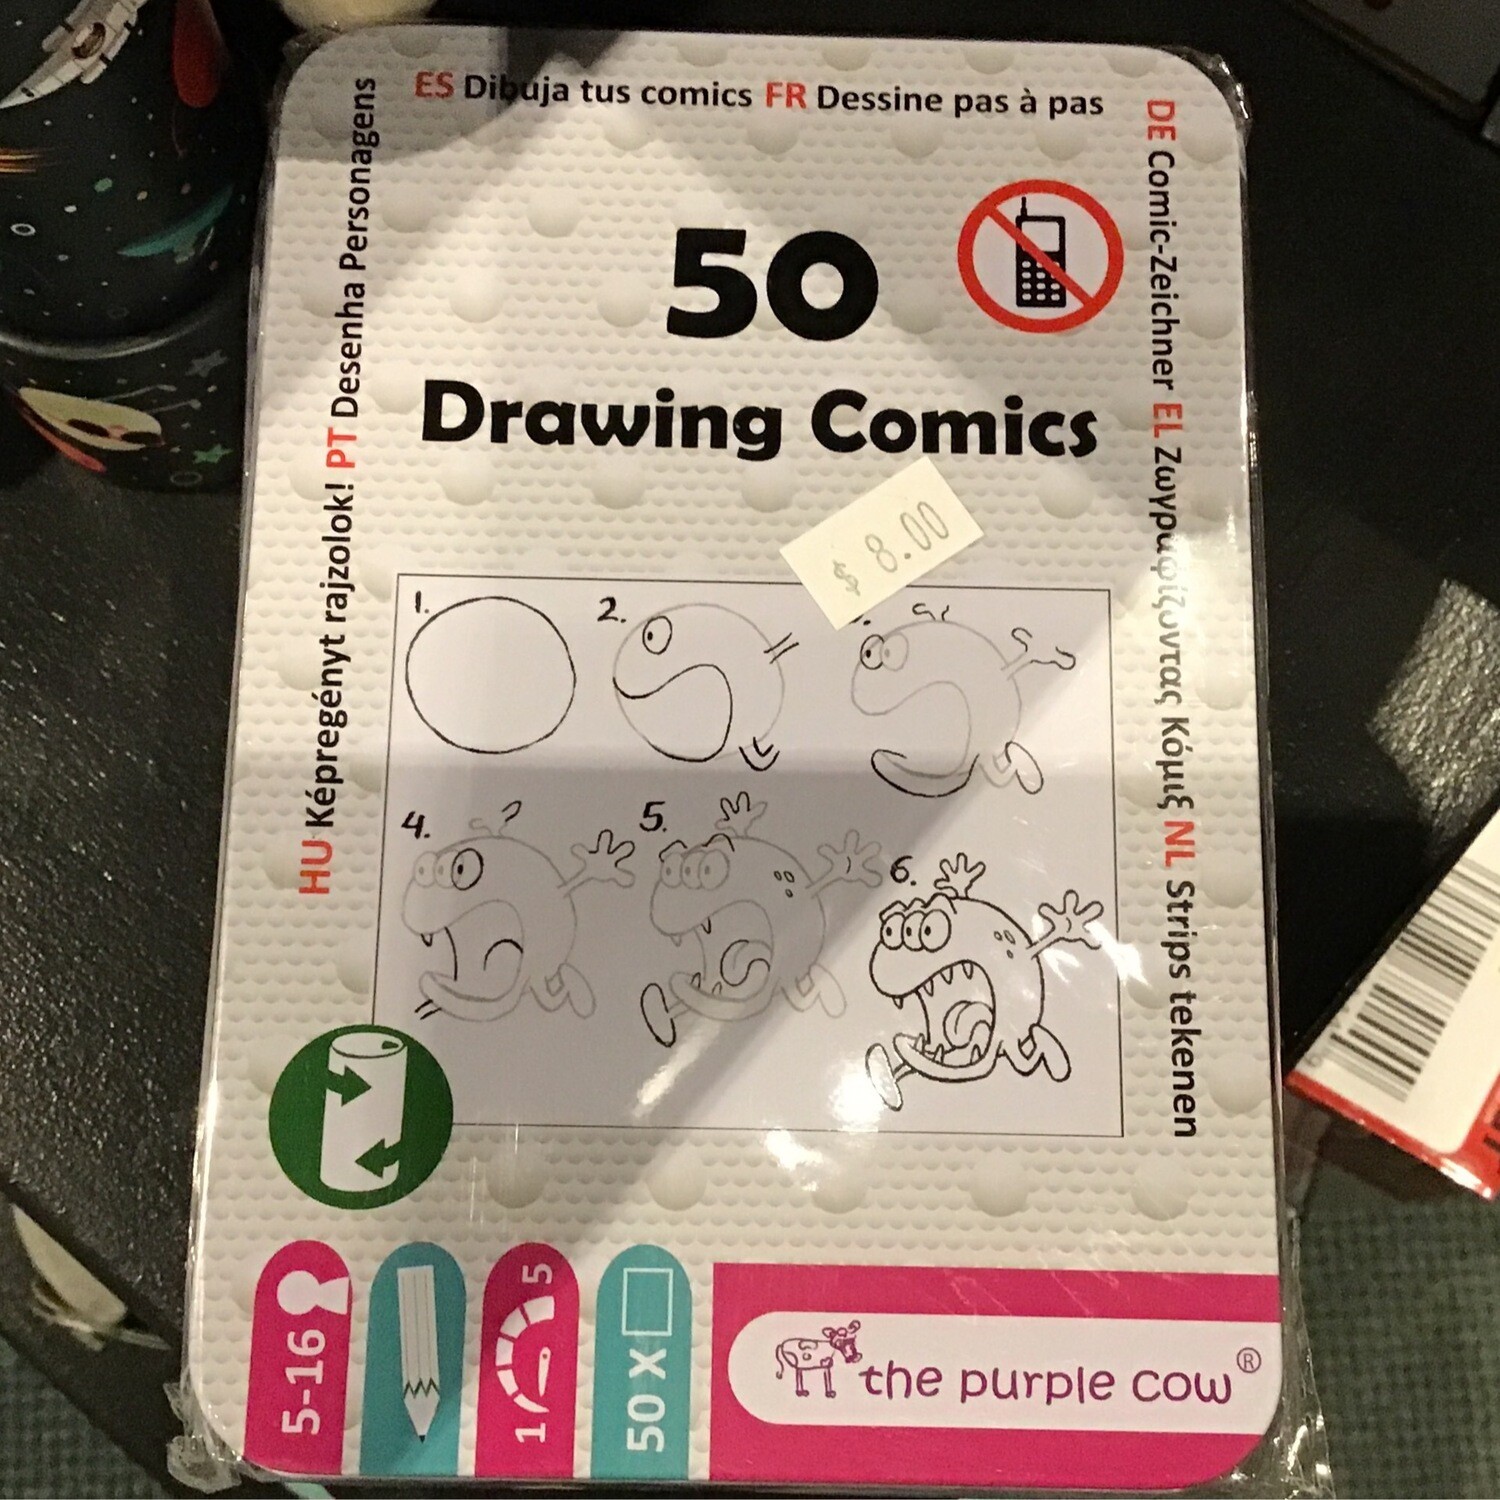 ES Dibuja tus comics FR Dessine pas à pas
DE Comic-Zeichner EL Ζωγραφίζοντας Κόμιξ NL Strips tekenen
HU Képregényt rajzolok! PT Desenha Personagens
50
Drawing Comics
$ 8.00
1.
2.
4.
5.
6.
5-16
1/5
50 X
the purple cow®